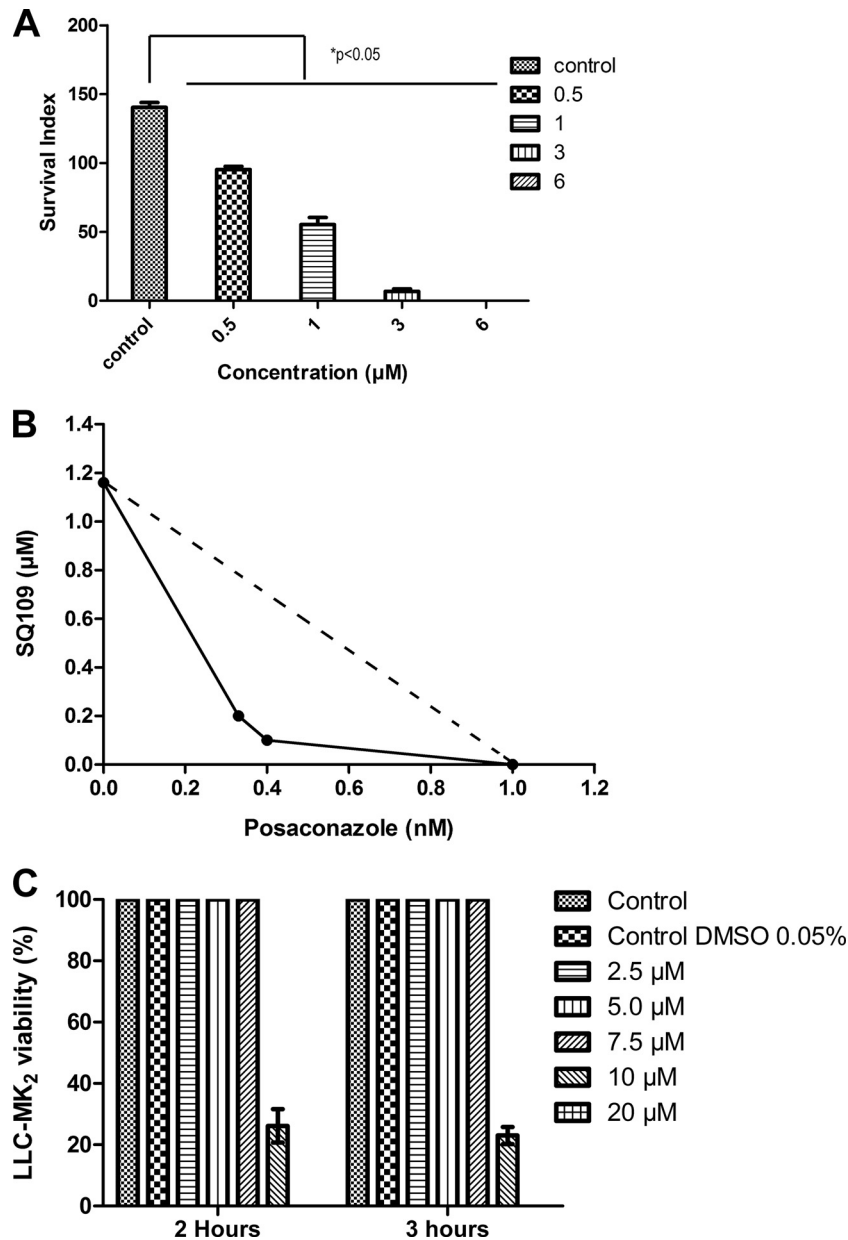 A
200
150
100
50
0
Survival Index
*p<0.05
control
0.5
1
3
6
control
0.5
1
3
6
Concentration (µM)
B
1.4
1.2
1.0
0.8
0.6
0.4
0.2
0.0
SQ109 (µM)
0.0 0.2 0.4 0.6 0.8 1.0 1.2
Posaconazole (nM)
C
100
80
60
40
20
0
LLC-MK2 viability (%)
2 Hours 3 hours
Control
Control DMSO 0.05%
2.5 µM
5.0 µM
7.5 µM
10 µM
20 µM